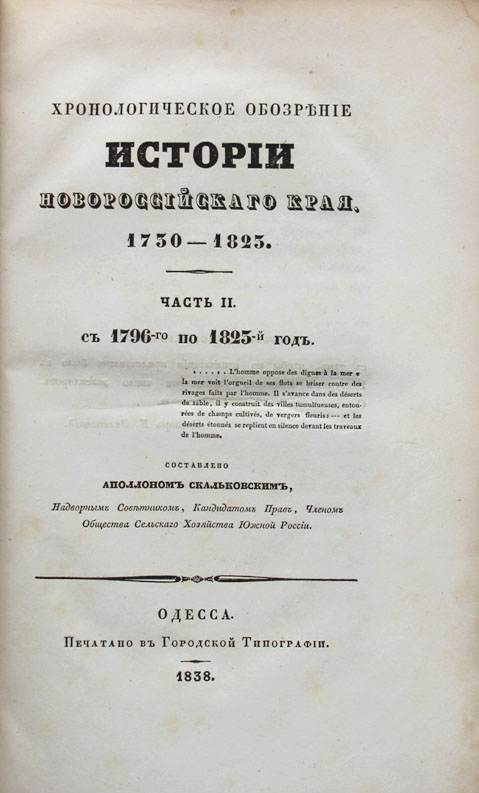 ХРОНОЛОГИЧЕСКОЕ ОБОЗРѢНІЕ
ИСТОРІИ
НОВОРОССІЙСКАГО КРАЯ.
1730—1823.
ЧАСТЬ II.
съ 1796-го по 1823-й годъ.
. . . . . L'homme oppose des digues à la mer «
la mer voit l'orgueil de ses flots se briser contre des
rivages faits par l'homme. Il s'avance dans des déserts
de sable, il y construit des villes tumultueuses, entou-
rées de champs cultivés, de vergers fleuris: — et les
déserts étonnés se replient en silence devant les travaux
de l'homme.
СОСТАВЛЕНО
АПОЛЛОНОМЪ СКАЛЬКОВСКИМЪ,
Надворнымъ Совѣтникомъ, Кандидатомъ Правъ, Членомъ
Общества Сельскаго Хозяйства Южной Россіи.
ОДЕССА.
Печатано въ Городской Типографіи.
1838.